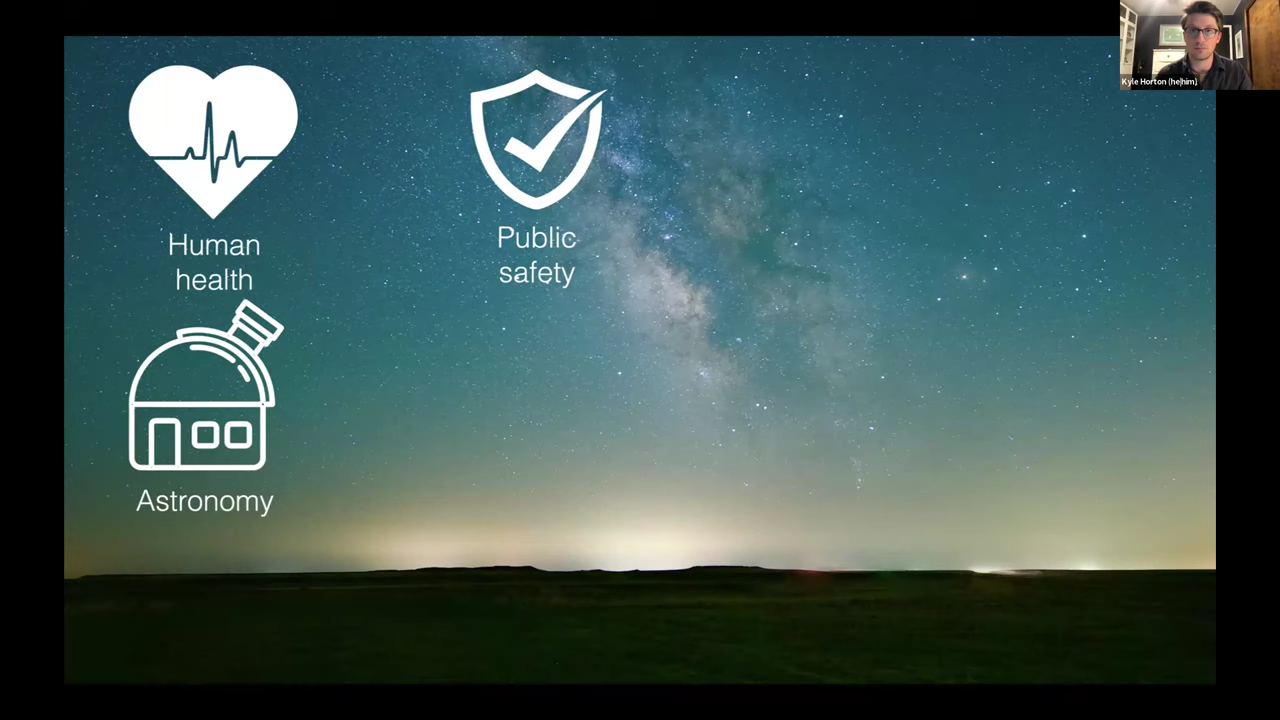 Kyle Horton (he|him)
Human
health
Public
safety
Astronomy